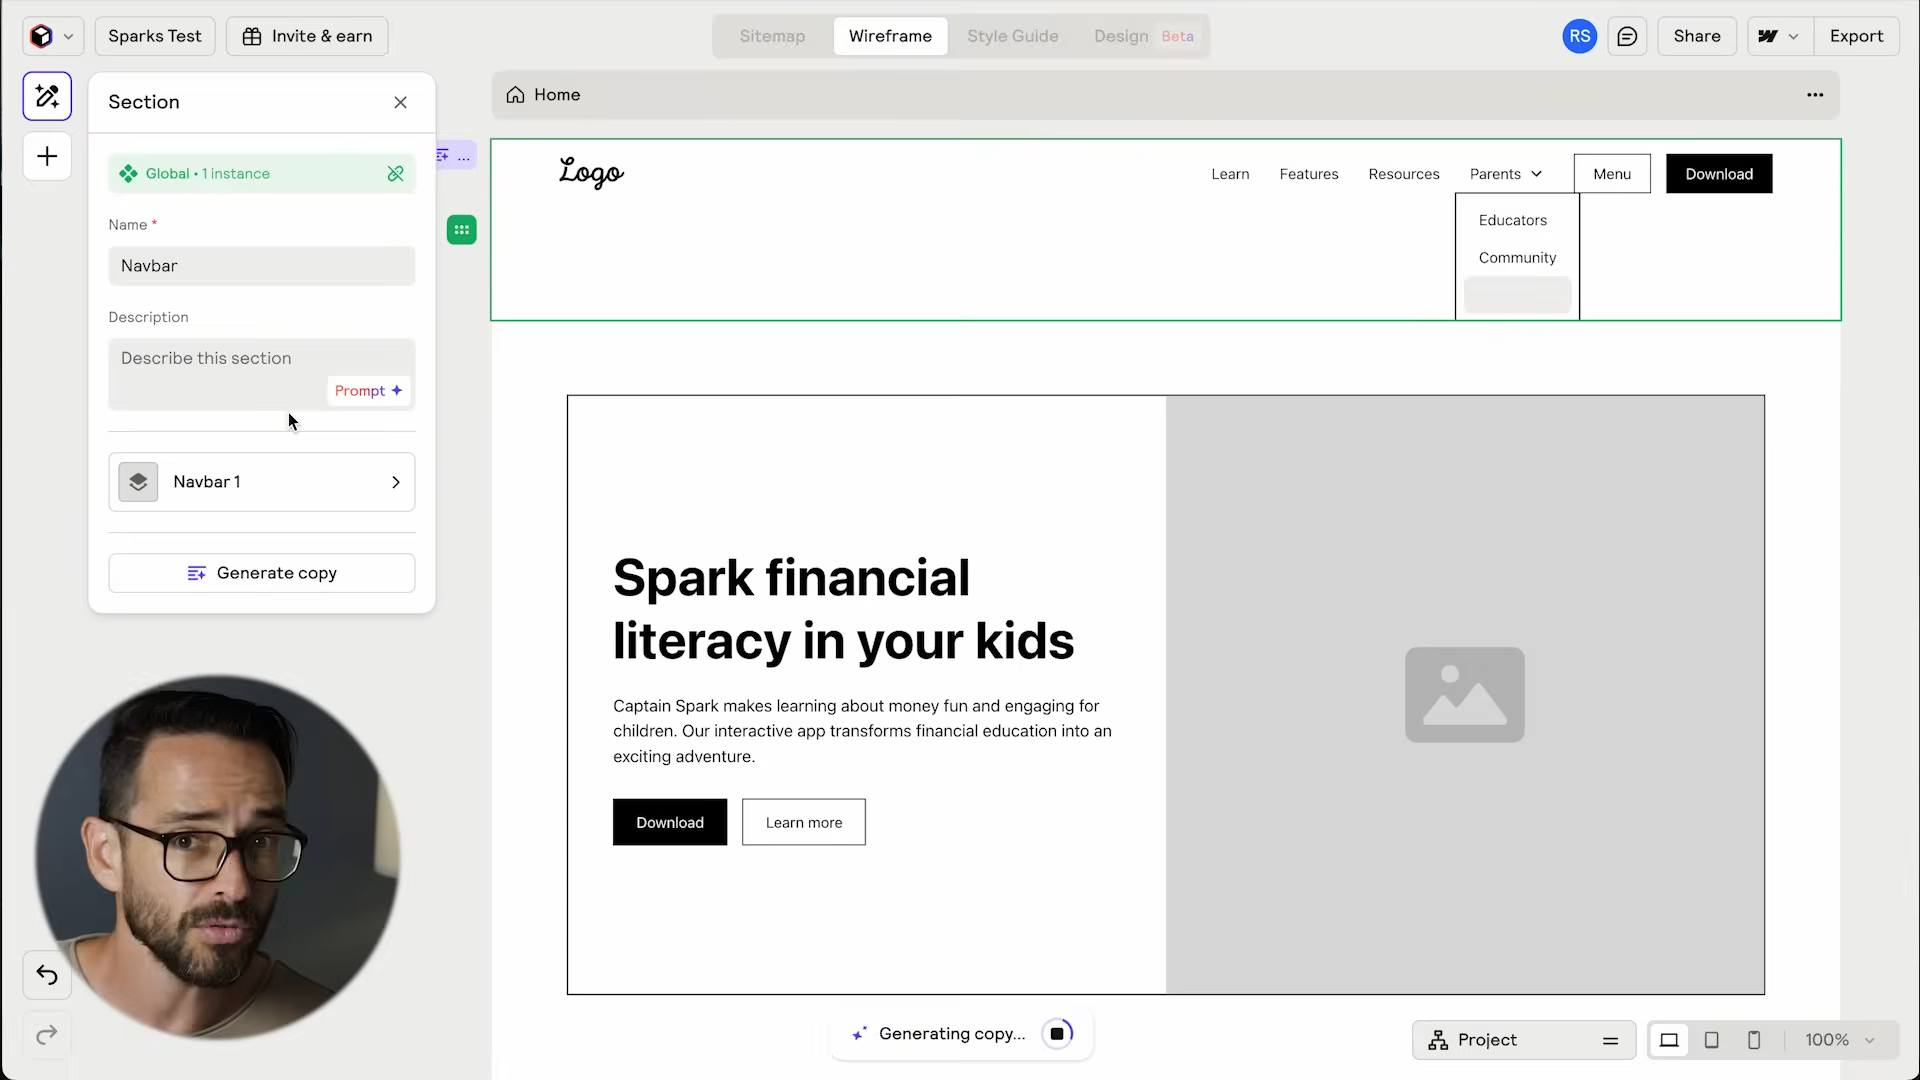 Sparks Test
Invite & earn
Sitemap
Wireframe
Style Guide
Design Beta
RS
Share
Export
Section
Global • 1 instance
Name *
Navbar
Description
Describe this section
Prompt
Navbar 1
Generate copy
...
Home
Logo
Learn
Features
Resources
Parents
Menu
Download
Educators
Community
Spark financial
literacy in your kids
Captain Spark makes learning about money fun and engaging for
children. Our interactive app transforms financial education into an
exciting adventure.
Download
Learn more
Generating copy...
Project
100%